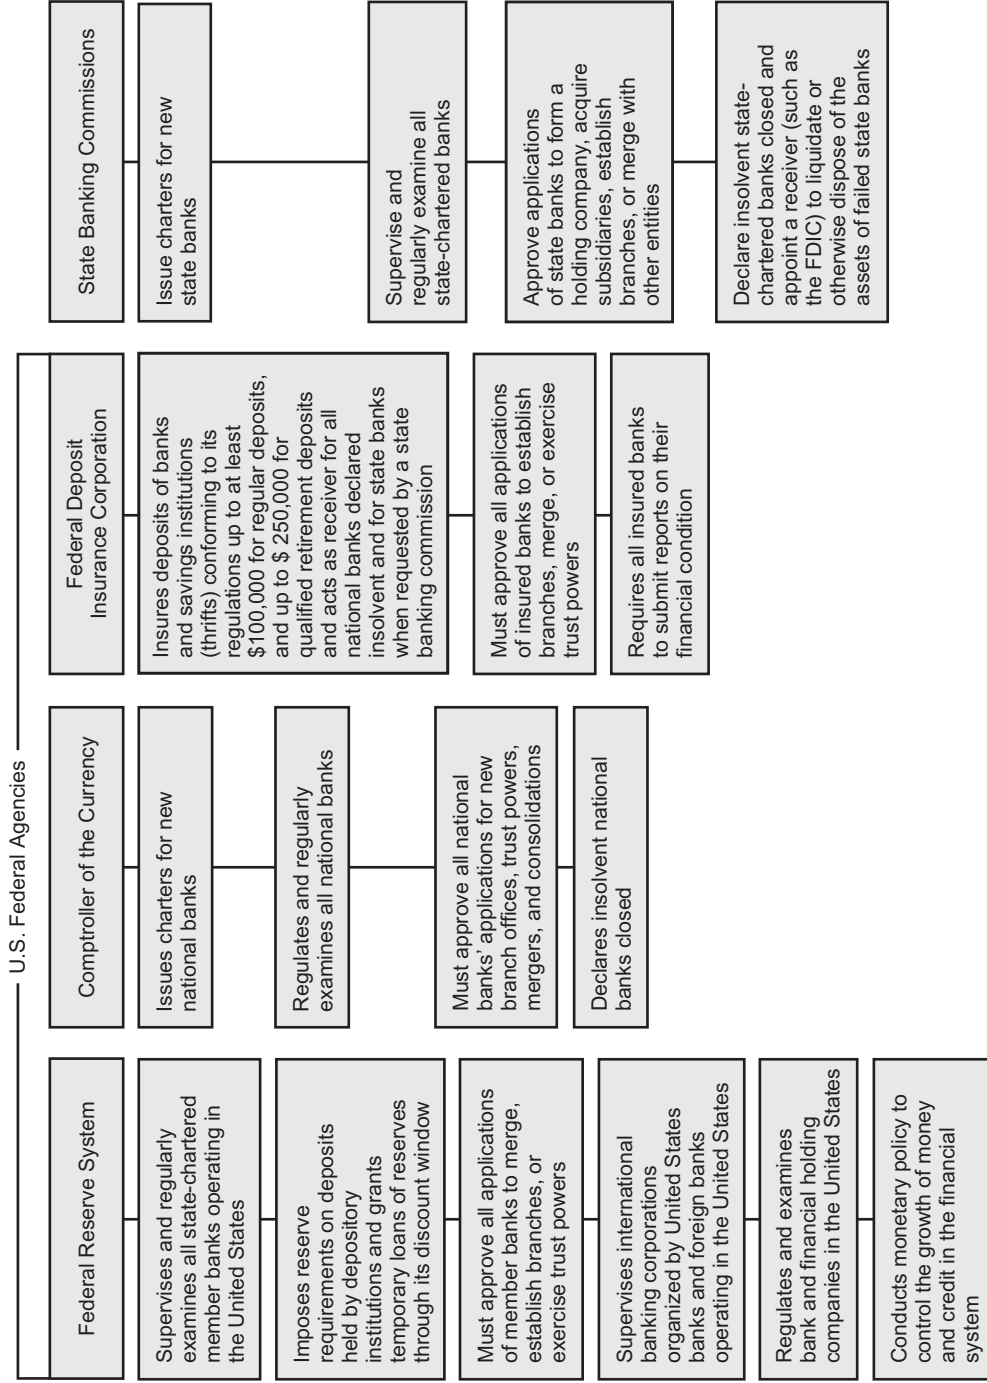 U.S. Federal Agencies
Federal Reserve System
Supervises and regularly
examines all state-chartered
member banks operating in
the United States
Imposes reserve
requirements on deposits
held by depository
institutions and grants
temporary loans of reserves
through its discount window
Must approve all applications
of member banks to merge,
establish branches, or
exercise trust powers
Supervises international
banking corporations
organized by United States
banks and foreign banks
operating in the United States
Regulates and examines
bank and financial holding
companies in the United States
Conducts monetary policy to
control the growth of money
and credit in the financial
system
Comptroller of the Currency
Issues charters for new
national banks
Regulates and regularly
examines all national banks
Must approve all national
banks’ applications for new
branch offices, trust powers,
mergers, and consolidations
Declares insolvent national
banks closed
Federal Deposit
Insurance Corporation
Insures deposits of banks
and savings institutions
(thrifts) conforming to its
regulations up to at least
$100,000 for regular deposits,
and up to $ 250,000 for
qualified retirement deposits
and acts as receiver for all
national banks declared
insolvent and for state banks
when requested by a state
banking commission
Must approve all applications
of insured banks to establish
branches, merge, or exercise
trust powers
Requires all insured banks
to submit reports on their
financial condition
State Banking Commissions
Issue charters for new
state banks
Supervise and
regularly examine all
state-chartered banks
Approve applications
of state banks to form a
holding company, acquire
subsidiaries, establish
branches, or merge with
other entities
Declare insolvent state-
chartered banks closed and
appoint a receiver (such as
the FDIC) to liquidate or
otherwise dispose of the
assets of failed state banks